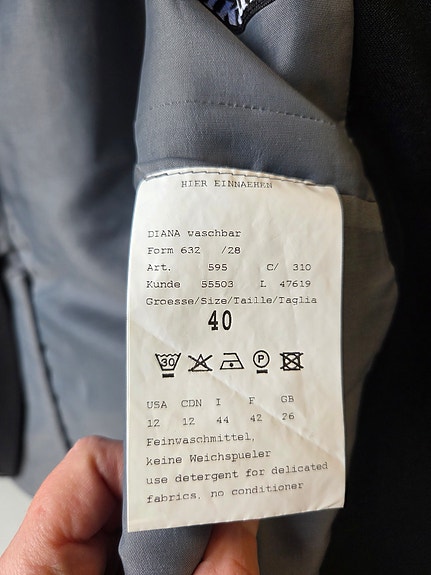 HIER EINNAEHEN
DIANA waschbar
Form 632 /28
Art. 595 C/ 310
Kunde 55503 L 47619
Groesse/Size/Taille/Taglia
40
30 P
USA CDN I F GB
12 12 44 42 26
Feinwaschmittel,
keine Weichspueler
use detergent for delicated
fabrics, no conditioner